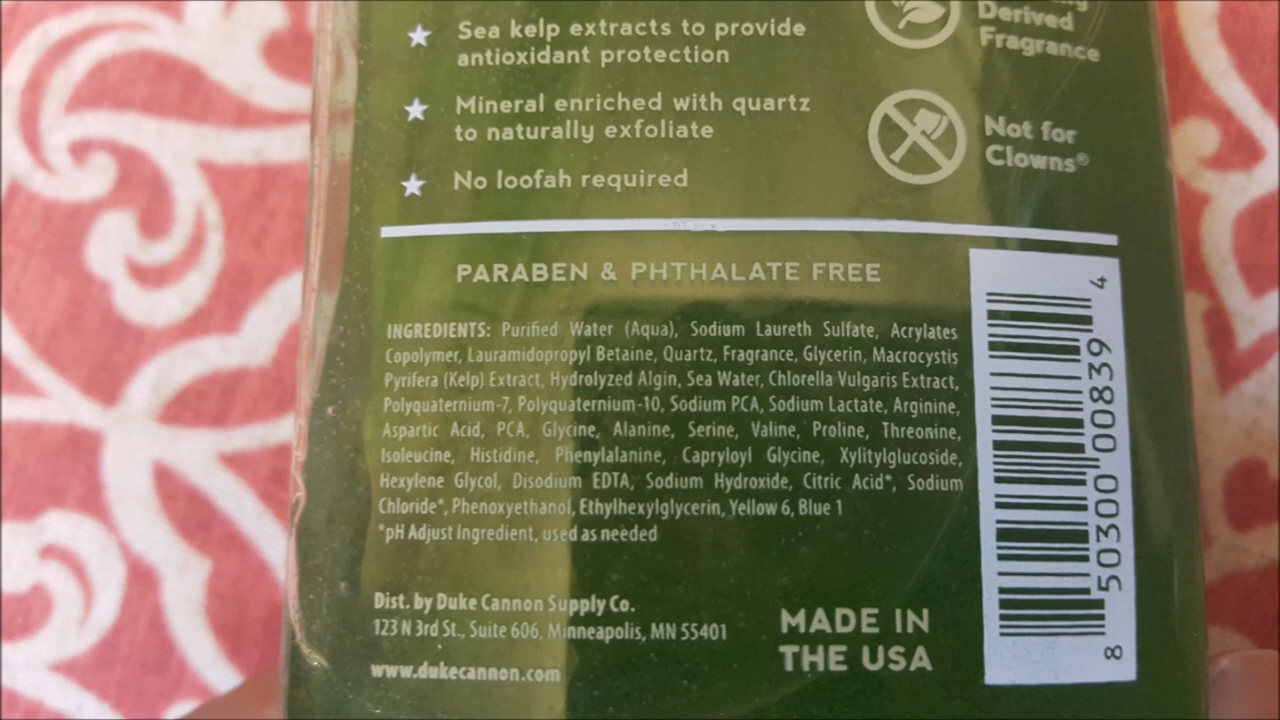 Sea kelp extracts to provide
antioxidant protection
Mineral enriched with quartz
to naturally exfoliate
No loofah required
Derived
Fragrance
Not for
Clowns®
PARABEN & PHTHALATE FREE
INGREDIENTS: Purified Water (Aqua), Sodium Laureth Sulfate, Acrylates
Copolymer, Lauramidopropyl Betaine, Quartz, Fragrance, Glycerin, Macrocystis
Pyrifera (Kelp) Extract, Hydrolyzed Algin, Sea Water, Chlorella Vulgaris Extract,
Polyquaternium-7, Polyquaternium-10, Sodium PCA, Sodium Lactate, Arginine,
Aspartic Acid, PCA, Glycine, Alanine, Serine, Valine, Proline, Threonine,
Isoleucine, Histidine, Phenylalanine, Capryloyl Glycine, Xylitylglucoside,
Hexylene Glycol, Disodium EDTA, Sodium Hydroxide, Citric Acid*, Sodium
Chloride*, Phenoxyethanol, Ethylhexylglycerin, Yellow 6, Blue 1
*pH Adjust Ingredient, used as needed
Dist. by Duke Cannon Supply Co.
123 N 3rd St., Suite 606, Minneapolis, MN 55401
www.dukecannon.com
MADE IN
THE USA
8 50300 00839 4